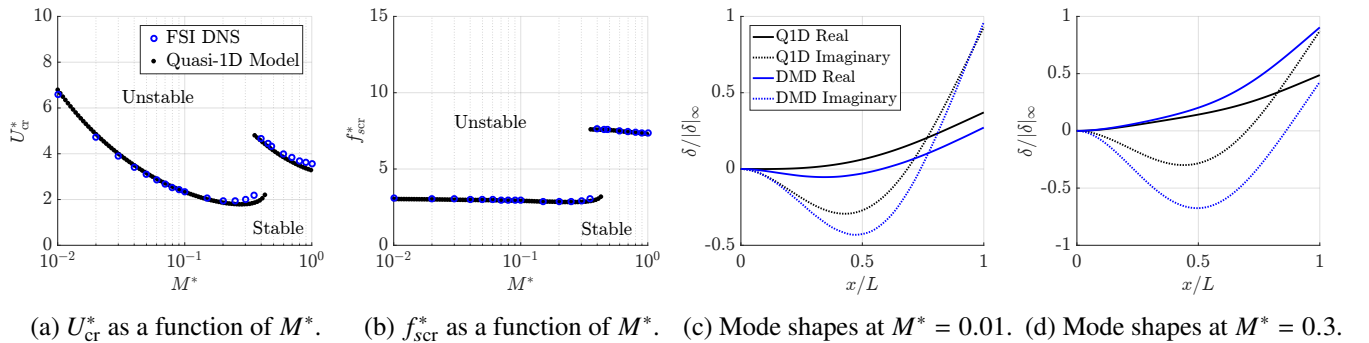 10
8
6
4
2
0
U*cr
10⁻² 10⁻¹ 10⁰
M*
FSI DNS
Quasi-1D Model
Unstable
Stable
15
10
5
0
f*scr
10⁻² 10⁻¹ 10⁰
M*
Unstable
Stable
1
0.5
0
-0.5
δ/|δ|∞
0 0.5 1
x/L
Q1D Real
Q1D Imaginary
DMD Real
DMD Imaginary
1
0.5
0
-0.5
-1
δ/|δ|∞
0 0.5 1
x/L
(a) U*cr as a function of M*.
(b) f*scr as a function of M*.
(c) Mode shapes at M* = 0.01.
(d) Mode shapes at M* = 0.3.